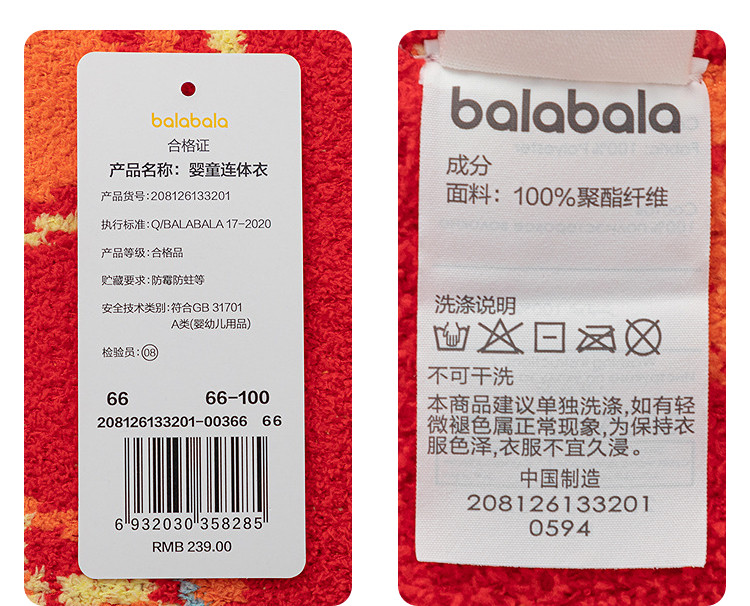 balabala
合格证
产品名称：婴童连体衣
产品货号：208126133201
执行标准：Q/BALABALA 17-2020
产品等级：合格品
贮藏要求：防霉防蛀等
安全技术类别：符合GB 31701
A类(婴幼儿用品)
检验员：08
66 66-100
208126133201-00366 66
6 932030 358285
RMB 239.00
balabala
成分
面料：100%聚酯纤维
洗涤说明
不可干洗
本商品建议单独洗涤,如有轻
微褪色属正常现象,为保持衣
服色泽,衣服不宜久浸。
中国制造
208126133201
0594